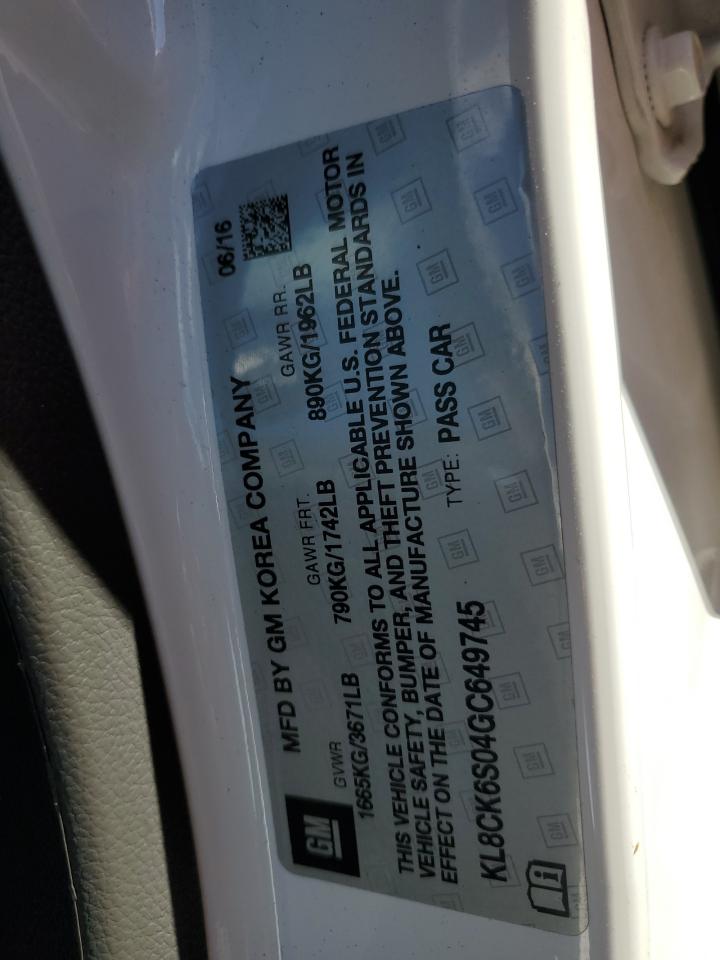 GM
MFD BY GM KOREA COMPANY 06/16
GVWR GAWR FRT. GAWR RR.
1665KG/3671LB 790KG/1742LB 890KG/1962LB
THIS VEHICLE CONFORMS TO ALL APPLICABLE U.S. FEDERAL MOTOR
VEHICLE SAFETY, BUMPER, AND THEFT PREVENTION STANDARDS IN
EFFECT ON THE DATE OF MANUFACTURE SHOWN ABOVE.
KL8CK6S04GC649745 TYPE: PASS CAR